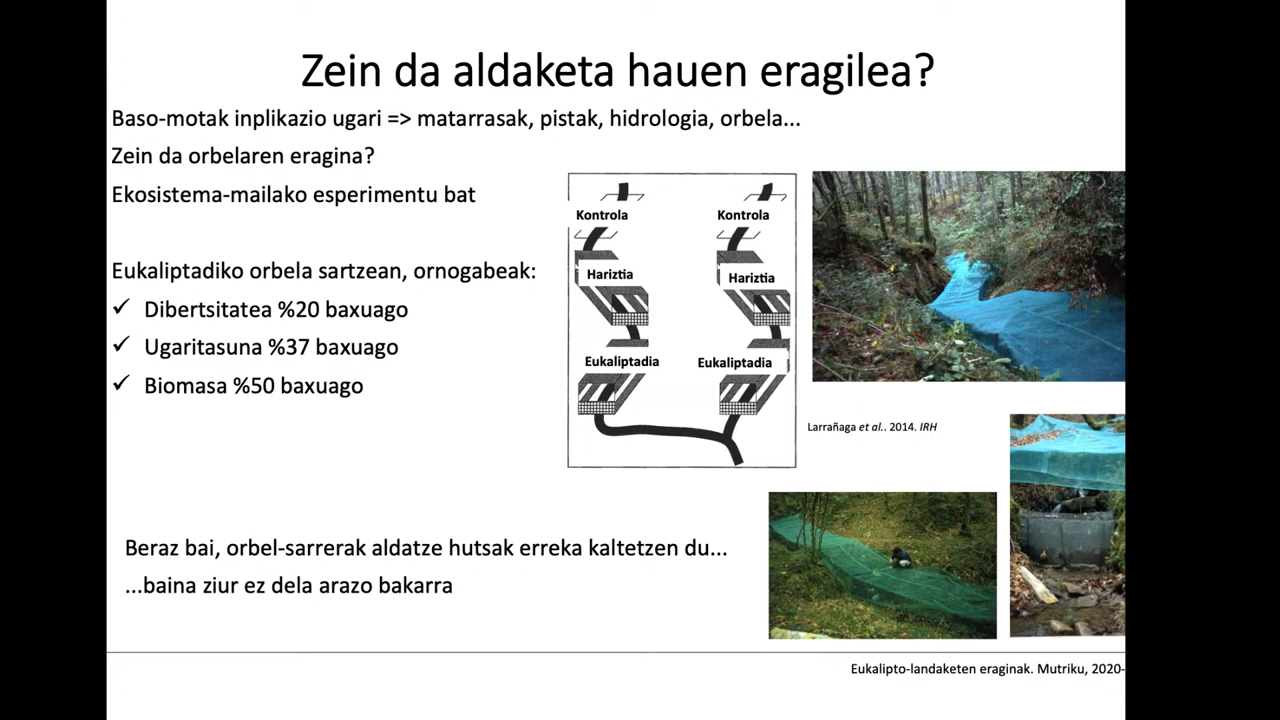 Zein da aldaketa hauen eragilea?
Baso-motak inplikazio ugari => matarrasak, pistak, hidrologia, orbela...
Zein da orbelaren eragina?
Ekosistema-mailako esperimentu bat
Eukaliptadiko orbela sartzean, ornogabeak:
✓ Dibertsitatea %20 baxuago
✓ Ugaritasuna %37 baxuago
✓ Biomasa %50 baxuago
Kontrola
Kontrola
Hariztia
Hariztia
Eukaliptadia
Eukaliptadia
Larrañaga et al.. 2014. IRH
Beraz bai, orbel-sarrerak aldatze hutsak erreka kaltetzen du...
...baina ziur ez dela arazo bakarra
Eukalipto-landaketen eraginak. Mutriku, 2020-